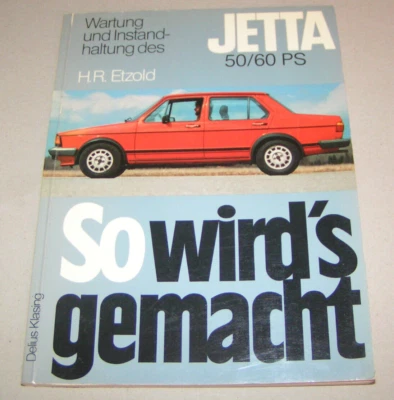 Wartung
und Instand-
haltung des
JETTA
50/60 PS
H.R. Etzold
So wird's
gemacht
Delius Klasing